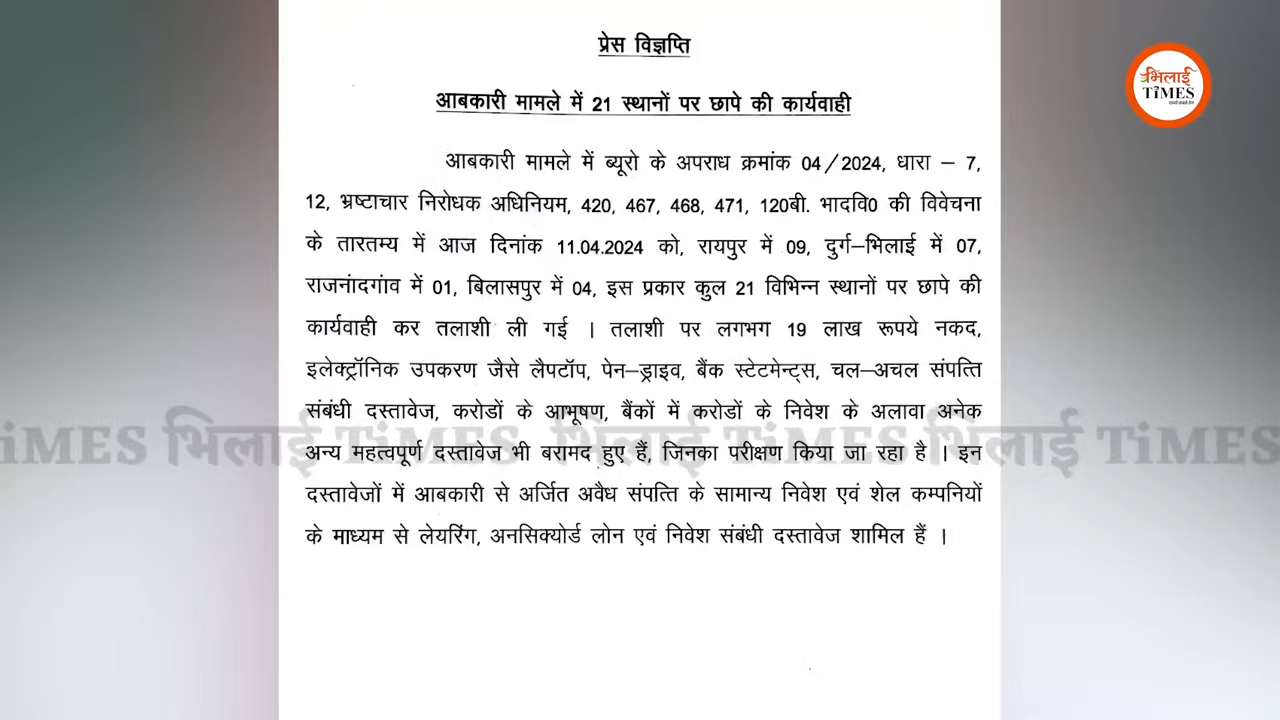 प्रेस विज्ञप्ति
आबकारी मामले में 21 स्थानों पर छापे की कार्यवाही
आबकारी मामले में ब्यूरो के अपराध क्रमांक 04/2024, धारा – 7,
12, भ्रष्टाचार निरोधक अधिनियम, 420, 467, 468, 471, 120बी. भादवि0 की विवेचना
के तारतम्य में आज दिनांक 11.04.2024 को, रायपुर में 09, दुर्ग–भिलाई में 07,
राजनांदगांव में 01, बिलासपुर में 04, इस प्रकार कुल 21 विभिन्न स्थानों पर छापे की
कार्यवाही कर तलाशी ली गई । तलाशी पर लगभग 19 लाख रूपये नकद,
इलेक्ट्रॉनिक उपकरण जैसे लैपटॉप, पेन–ड्राइव, बैंक स्टेटमेन्ट्स, चल–अचल संपत्ति
संबंधी दस्तावेज, करोडों के आभूषण, बैंकों में करोडों के निवेश के अलावा अनेक
अन्य महत्वपूर्ण दस्तावेज भी बरामद हुए हैं, जिनका परीक्षण किया जा रहा है । इन
दस्तावेजों में आबकारी से अर्जित अवैध संपत्ति के सामान्य निवेश एवं शेल कम्पनियों
के माध्यम से लेयरिंग, अनसिक्योर्ड लोन एवं निवेश संबंधी दस्तावेज शामिल हैं ।
भिलाई
TiMES
TiMES भिलाई TiMES भिलाई TiMES भिलाई TiMES